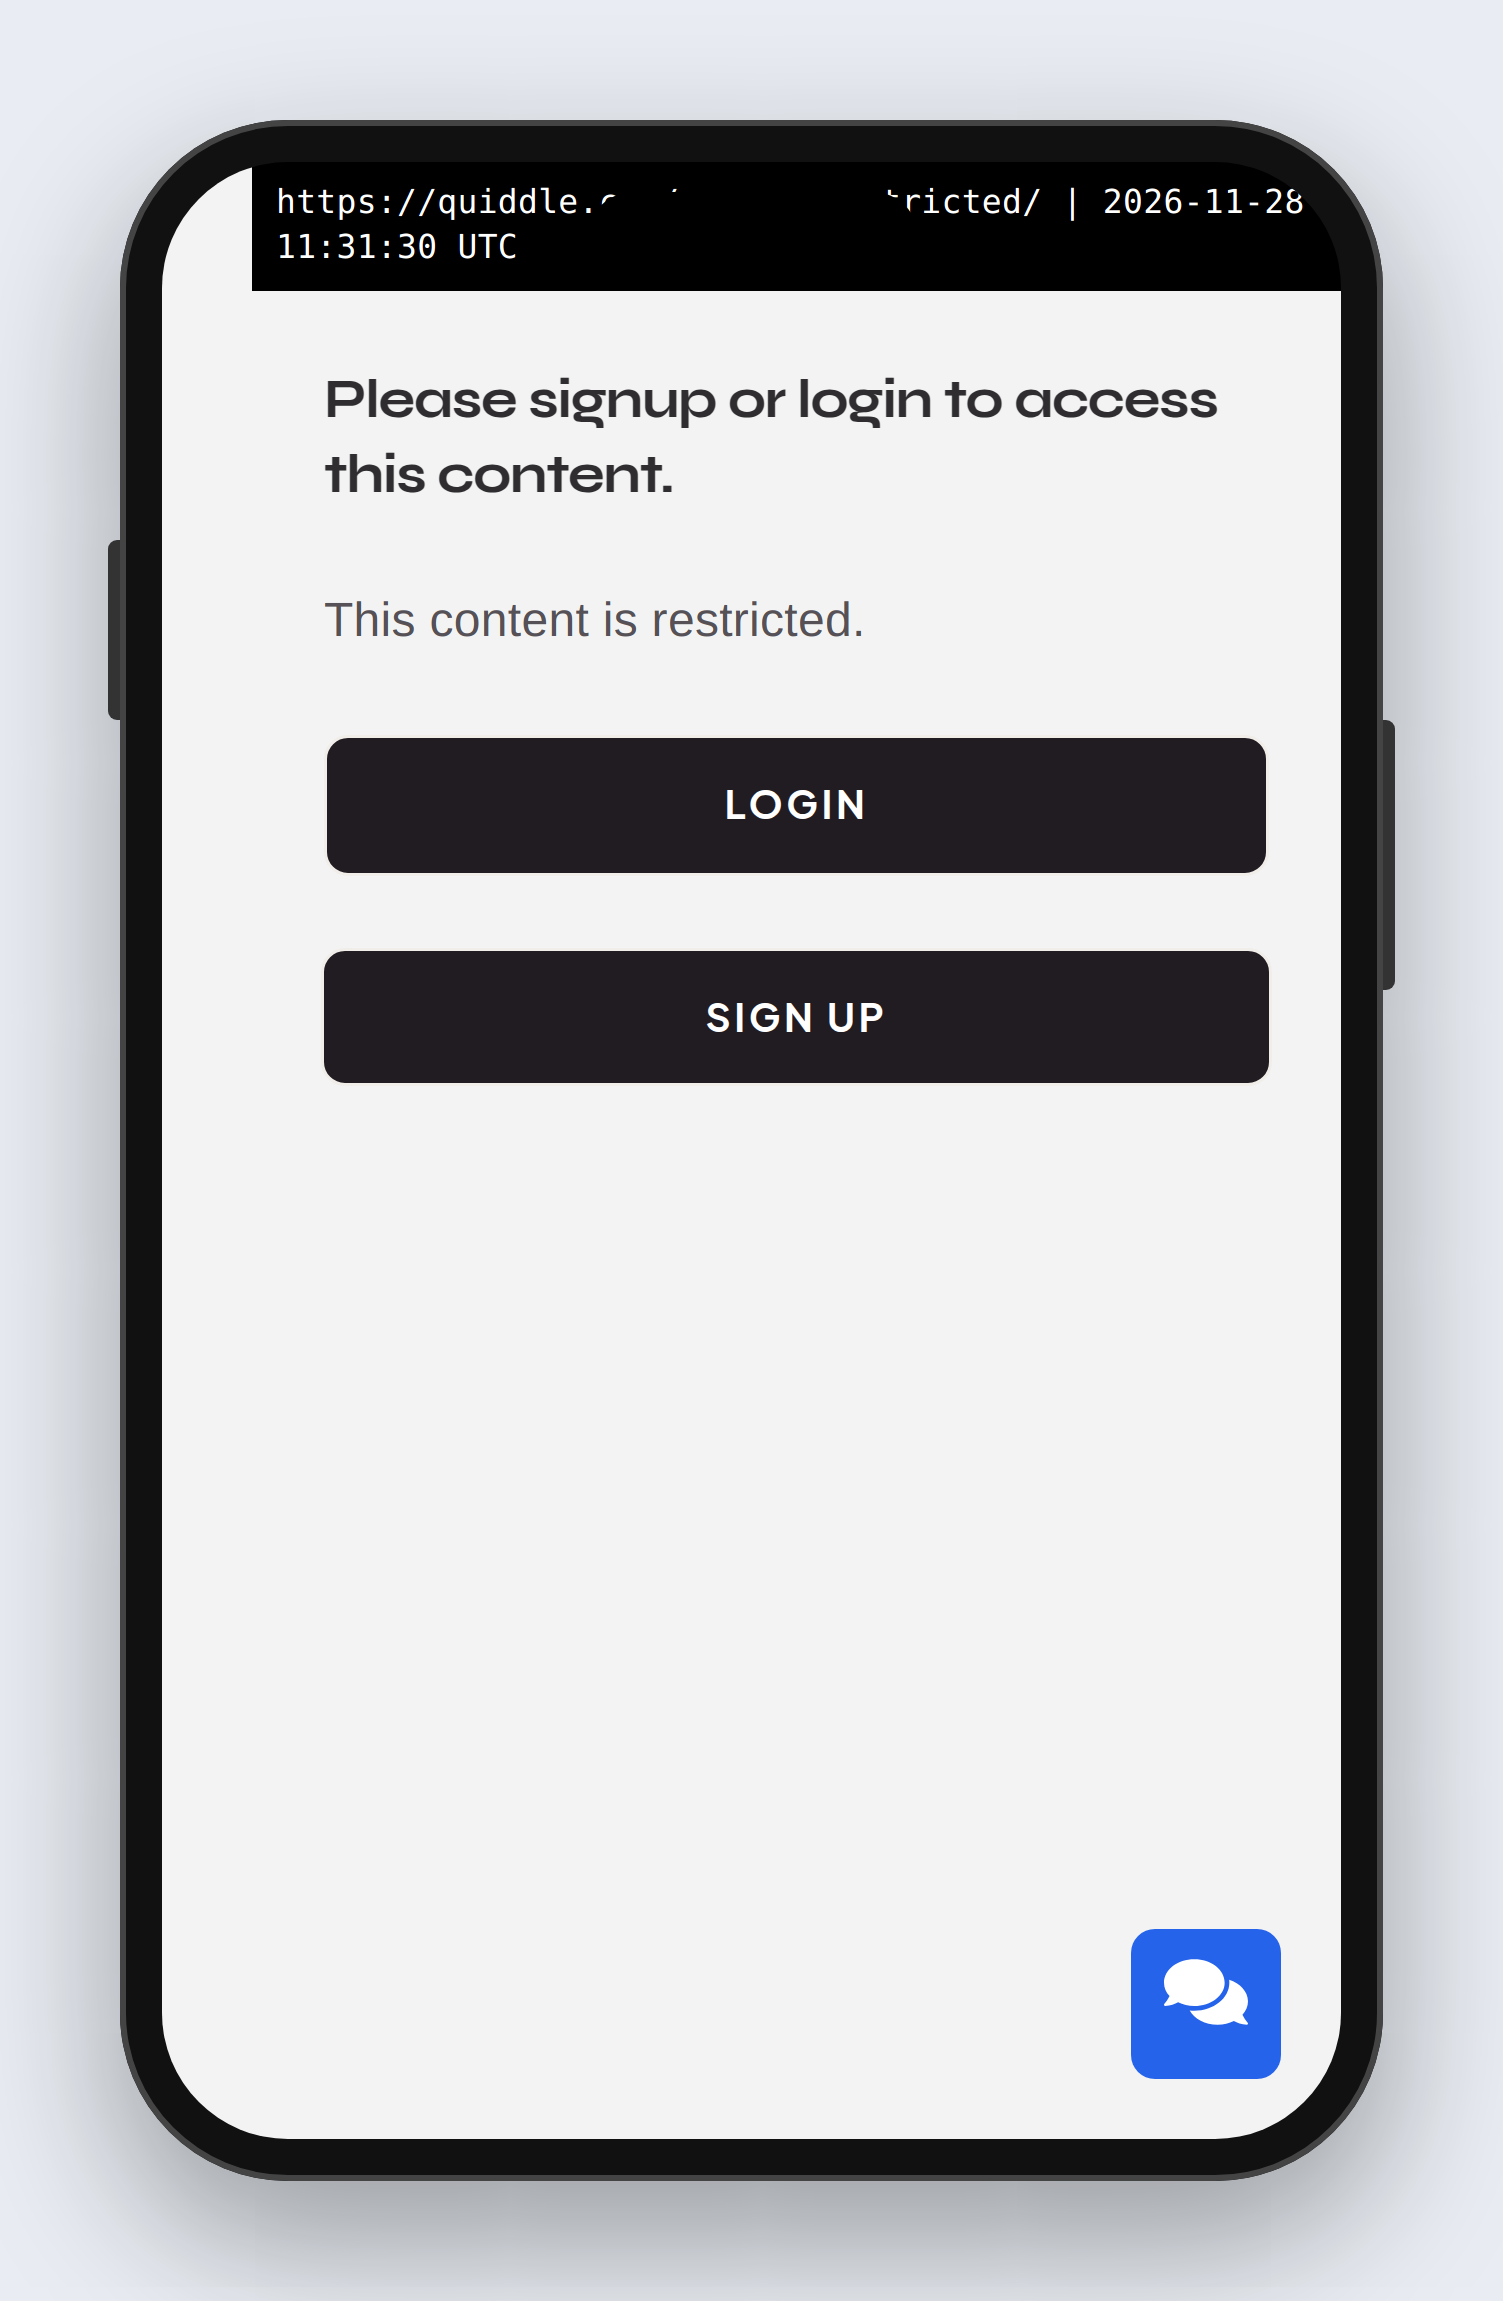 https://quiddle. tricted/ | 2026-11-28
11:31:30 UTC
Please signup or login to access
this content.
This content is restricted.
LOGIN
SIGN UP